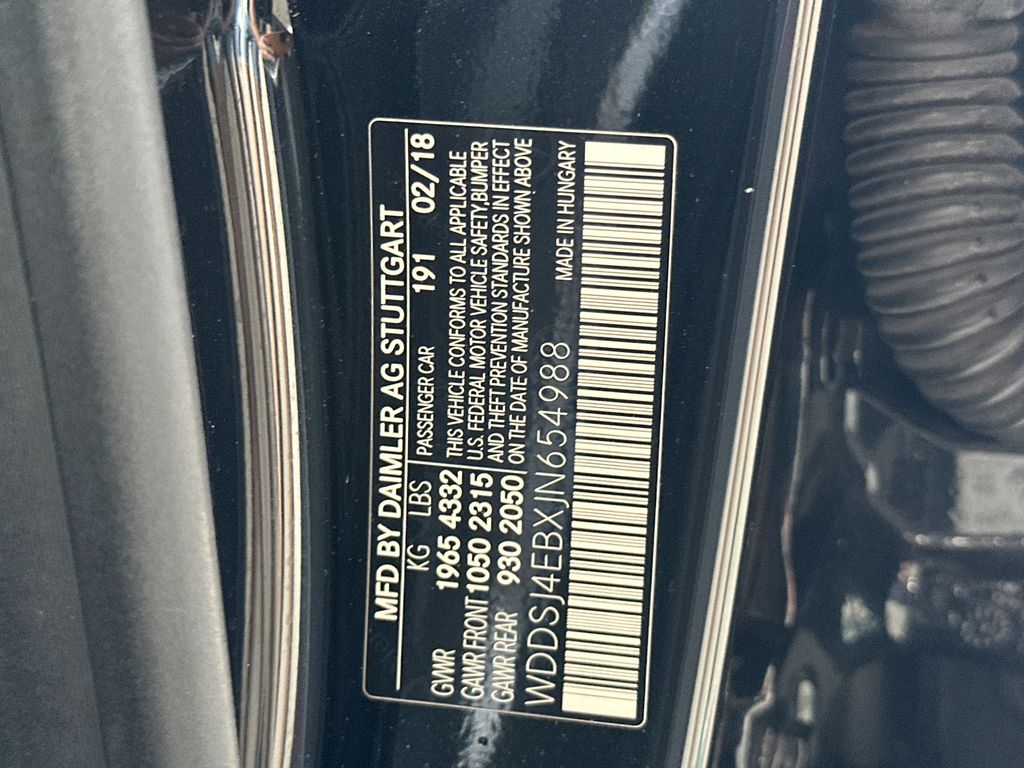 MFD BY DAIMLER AG STUTTGART
KG LBS PASSENGER CAR 191 02/18
GVWR 1965 4332 THIS VEHICLE CONFORMS TO ALL APPLICABLE
GAWR FRONT 1050 2315 U.S. FEDERAL MOTOR VEHICLE SAFETY,BUMPER
GAWR REAR 930 2050 AND THEFT PREVENTION STANDARDS IN EFFECT
ON THE DATE OF MANUFACTURE SHOWN ABOVE
WDDSJ4EBXJN654988 MADE IN HUNGARY